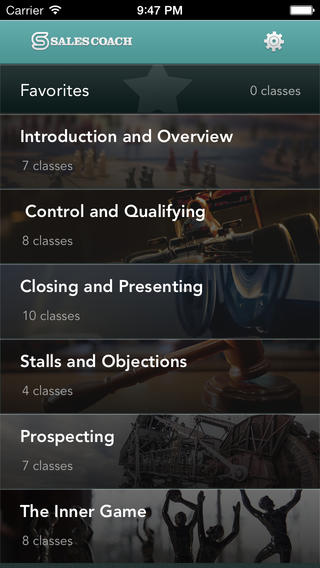 Carrier 9:47 PM
SALES COACH
Favorites 0 classes
Introduction and Overview
7 classes
Control and Qualifying
8 classes
Closing and Presenting
10 classes
Stalls and Objections
4 classes
Prospecting
7 classes
The Inner Game
8 classes